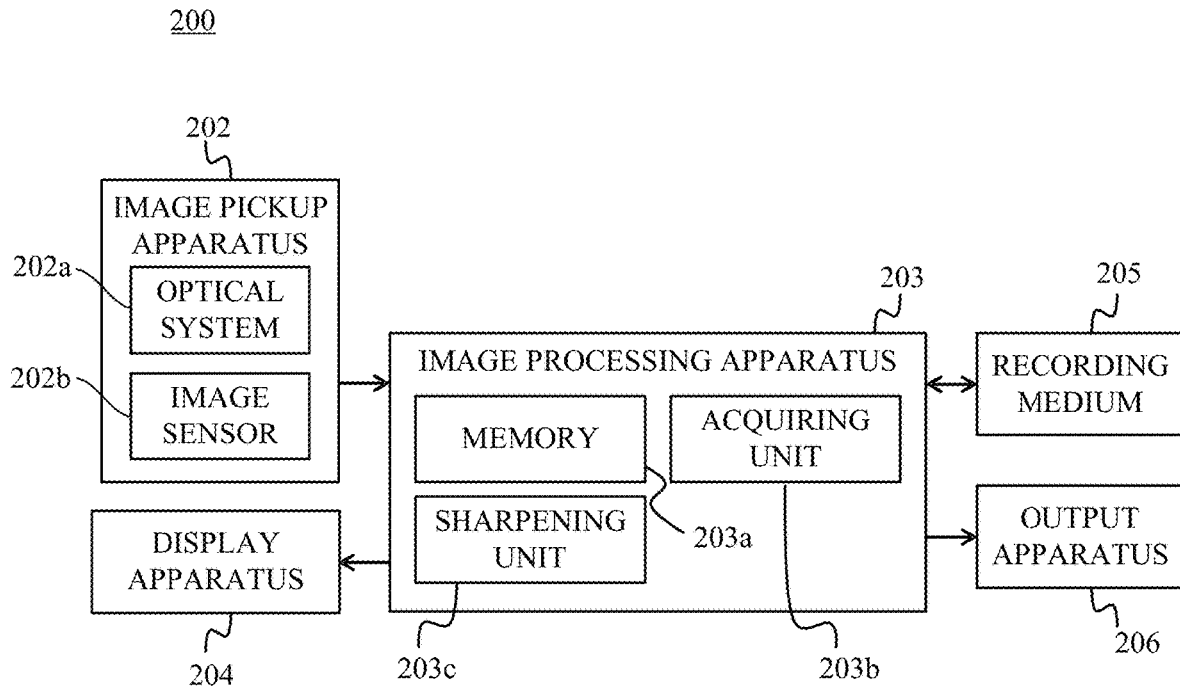 200
202
IMAGE PICKUP
APPARATUS
202a
OPTICAL
SYSTEM
202b
IMAGE
SENSOR
203
IMAGE PROCESSING APPARATUS
MEMORY
203a
ACQUIRING
UNIT
203b
SHARPENING
UNIT
203c
205
RECORDING
MEDIUM
DISPLAY
APPARATUS
204
OUTPUT
APPARATUS
206